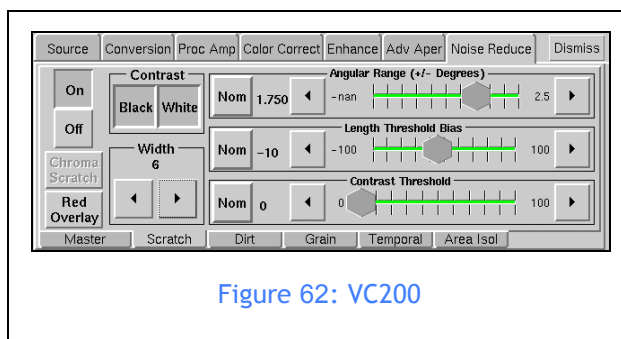 Source Conversion Proc Amp Color Correct Enhance Adv Aper Noise Reduce Dismiss
On
Off
Chroma Scratch
Red Overlay
Contrast
Black White
Width
6
Angular Range (+/- Degrees)
Nom 1.750 -nan 2.5
Length Threshold Bias
Nom -10 -100 100
Contrast Threshold
Nom 0 0 100
Master Scratch Dirt Grain Temporal Area Isol
Figure 62: VC200